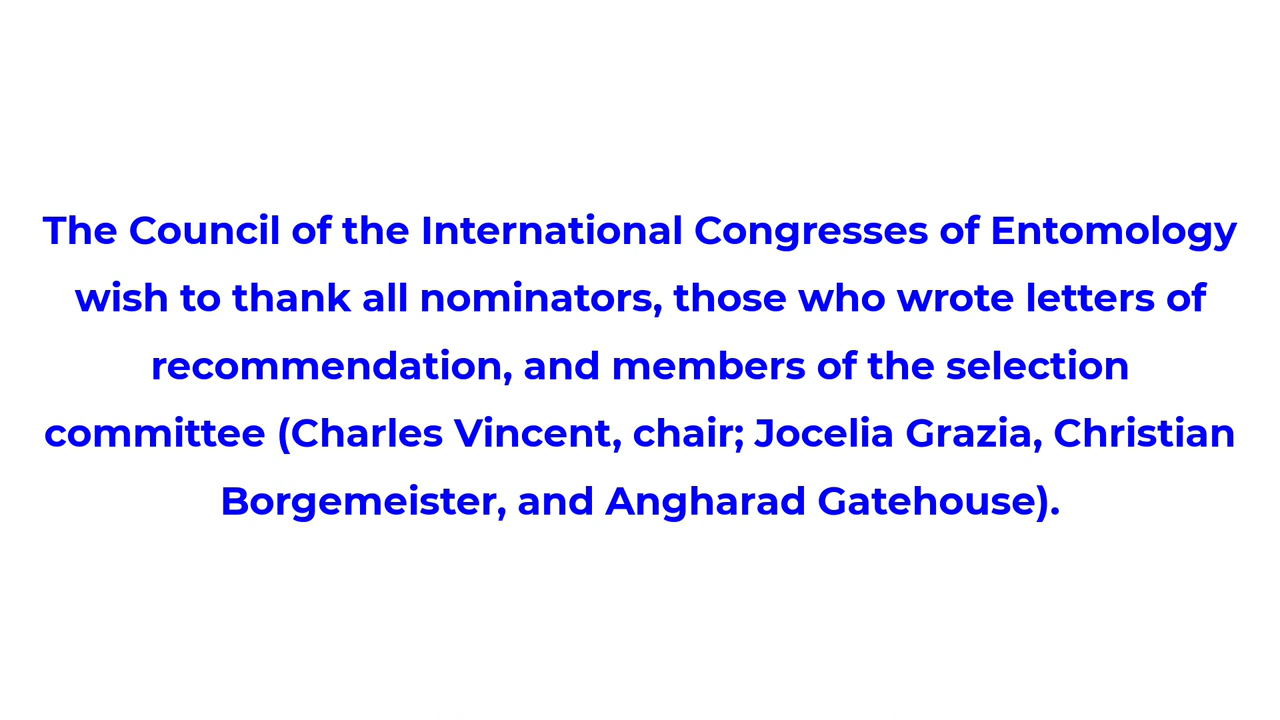 The Council of the International Congresses of Entomology
wish to thank all nominators, those who wrote letters of
recommendation, and members of the selection
committee (Charles Vincent, chair; Jocelia Grazia, Christian
Borgemeister, and Angharad Gatehouse).